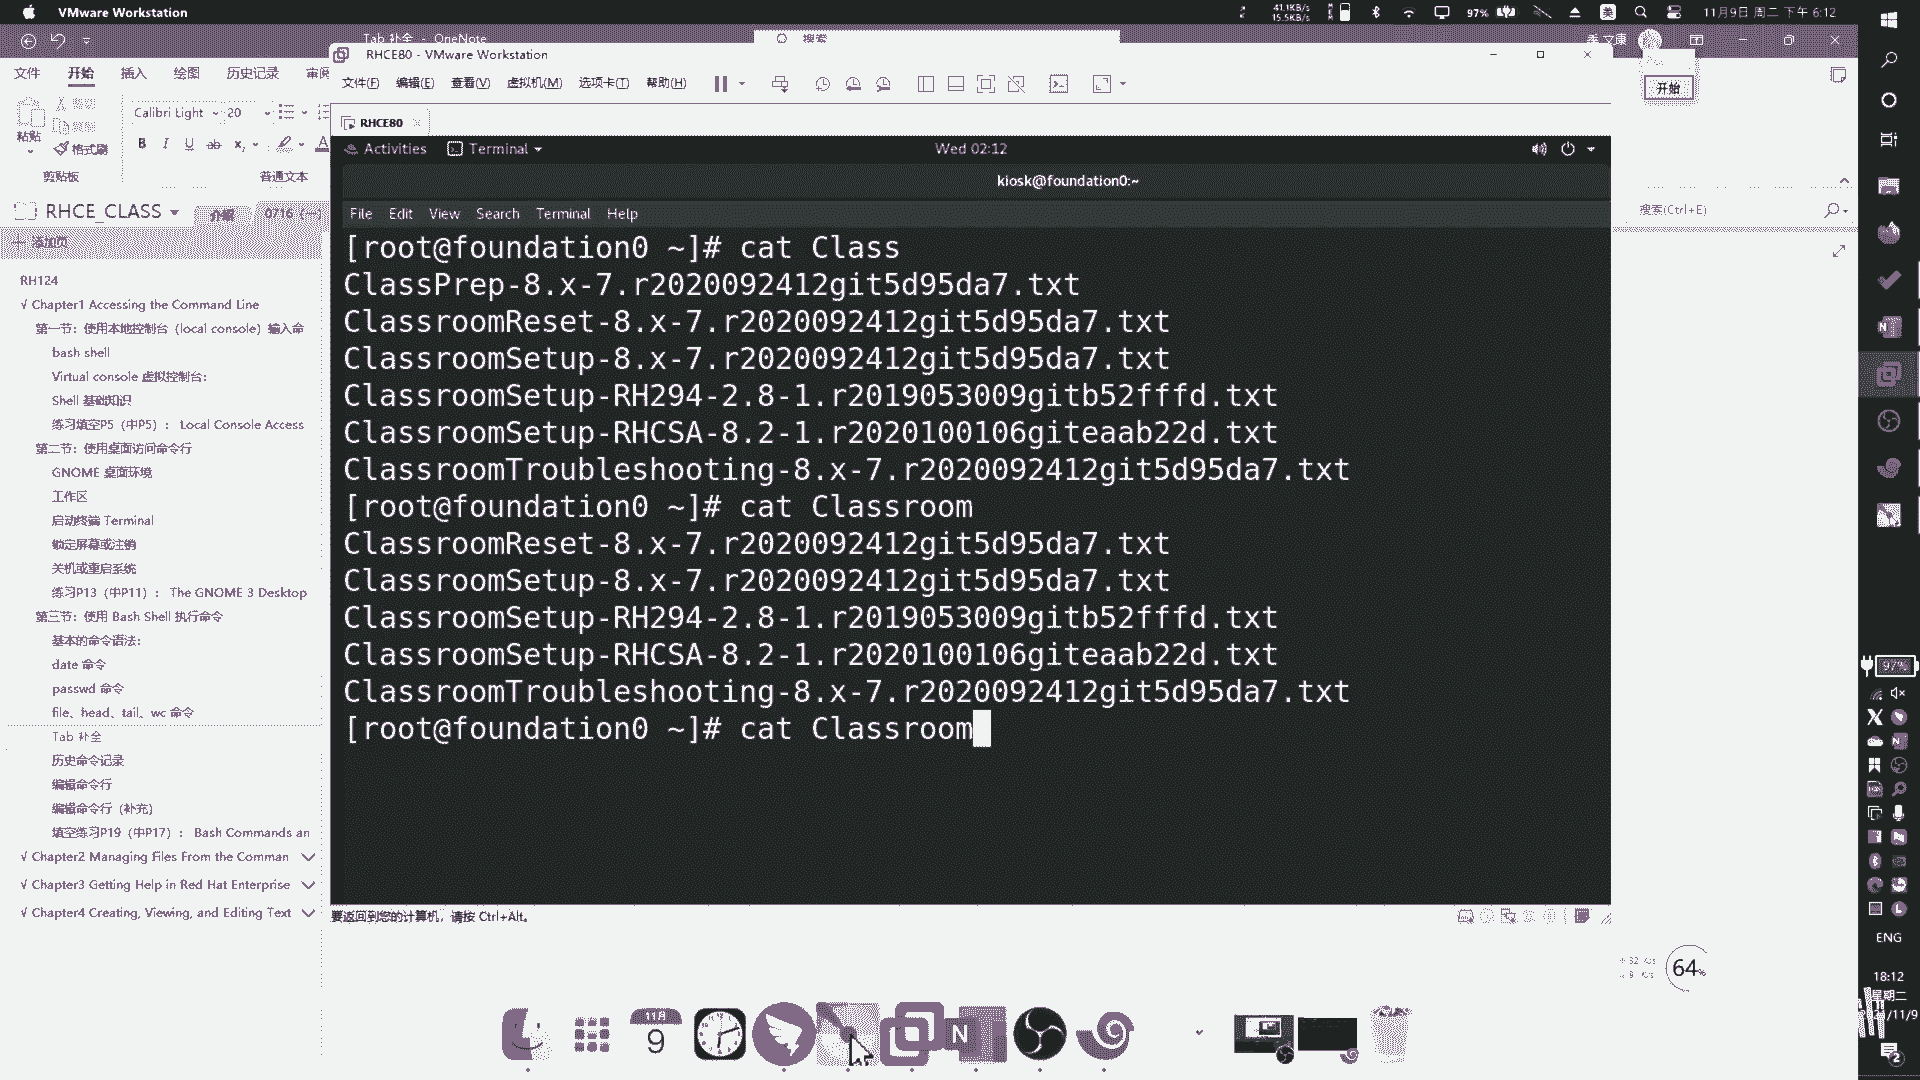 VMware Workstation
41.1KB/s
15.5KB/s
97%
美
11月9日 周二 下午 6:12
Tab 补全 - OneNote
搜索
文件
开始
插入
绘图
历史记录
审阅
粘贴
格式刷
剪贴板
Calibri Light
20
B I U ab x
A
普通文本
RHCE_CLASS
介绍
添加页
RH124
√ Chapter1 Accessing the Command Line
第一节：使用本地控制台（local console）输入命
bash shell
Virtual console 虚拟控制台：
Shell 基础知识
练习填空P5（中P5）： Local Console Access
第二节：使用桌面访问命令行
GNOME 桌面环境
工作区
启动终端 Terminal
锁定屏幕或注销
关机或重启系统
练习P13（中P11）： The GNOME 3 Desktop
第三节：使用 Bash Shell 执行命令
基本的命令语法：
date 命令
passwd 命令
file、head、tail、wc 命令
Tab 补全
历史命令记录
编辑命令行
编辑命令行（补充）
填空练习P19（中P17）： Bash Commands an
√ Chapter2 Managing Files From the Comman
√ Chapter3 Getting Help in Red Hat Enterprise
√ Chapter4 Creating, Viewing, and Editing Text
RHCE80 - VMware Workstation
文件(F)
编辑(E)
查看(V)
虚拟机(M)
选项卡(T)
帮助(H)
RHCE80
Activities
Terminal
Wed 02:12
kiosk@foundation0:~
File Edit View Search Terminal Help
[root@foundation0 ~]# cat Class
ClassPrep-8.x-7.r2020092412git5d95da7.txt
ClassroomReset-8.x-7.r2020092412git5d95da7.txt
ClassroomSetup-8.x-7.r2020092412git5d95da7.txt
ClassroomSetup-RH294-2.8-1.r2019053009gitb52fffd.txt
ClassroomSetup-RHCSA-8.2-1.r2020100106giteaab22d.txt
ClassroomTroubleshooting-8.x-7.r2020092412git5d95da7.txt
[root@foundation0 ~]# cat Classroom
ClassroomReset-8.x-7.r2020092412git5d95da7.txt
ClassroomSetup-8.x-7.r2020092412git5d95da7.txt
ClassroomSetup-RH294-2.8-1.r2019053009gitb52fffd.txt
ClassroomSetup-RHCSA-8.2-1.r2020100106giteaab22d.txt
ClassroomTroubleshooting-8.x-7.r2020092412git5d95da7.txt
[root@foundation0 ~]# cat Classroom
要返回到您的计算机，请按 Ctrl+Alt。
开始
搜索(Ctrl+E)
64%
11月
9
N
97%
ENG
18:12
星期二
2